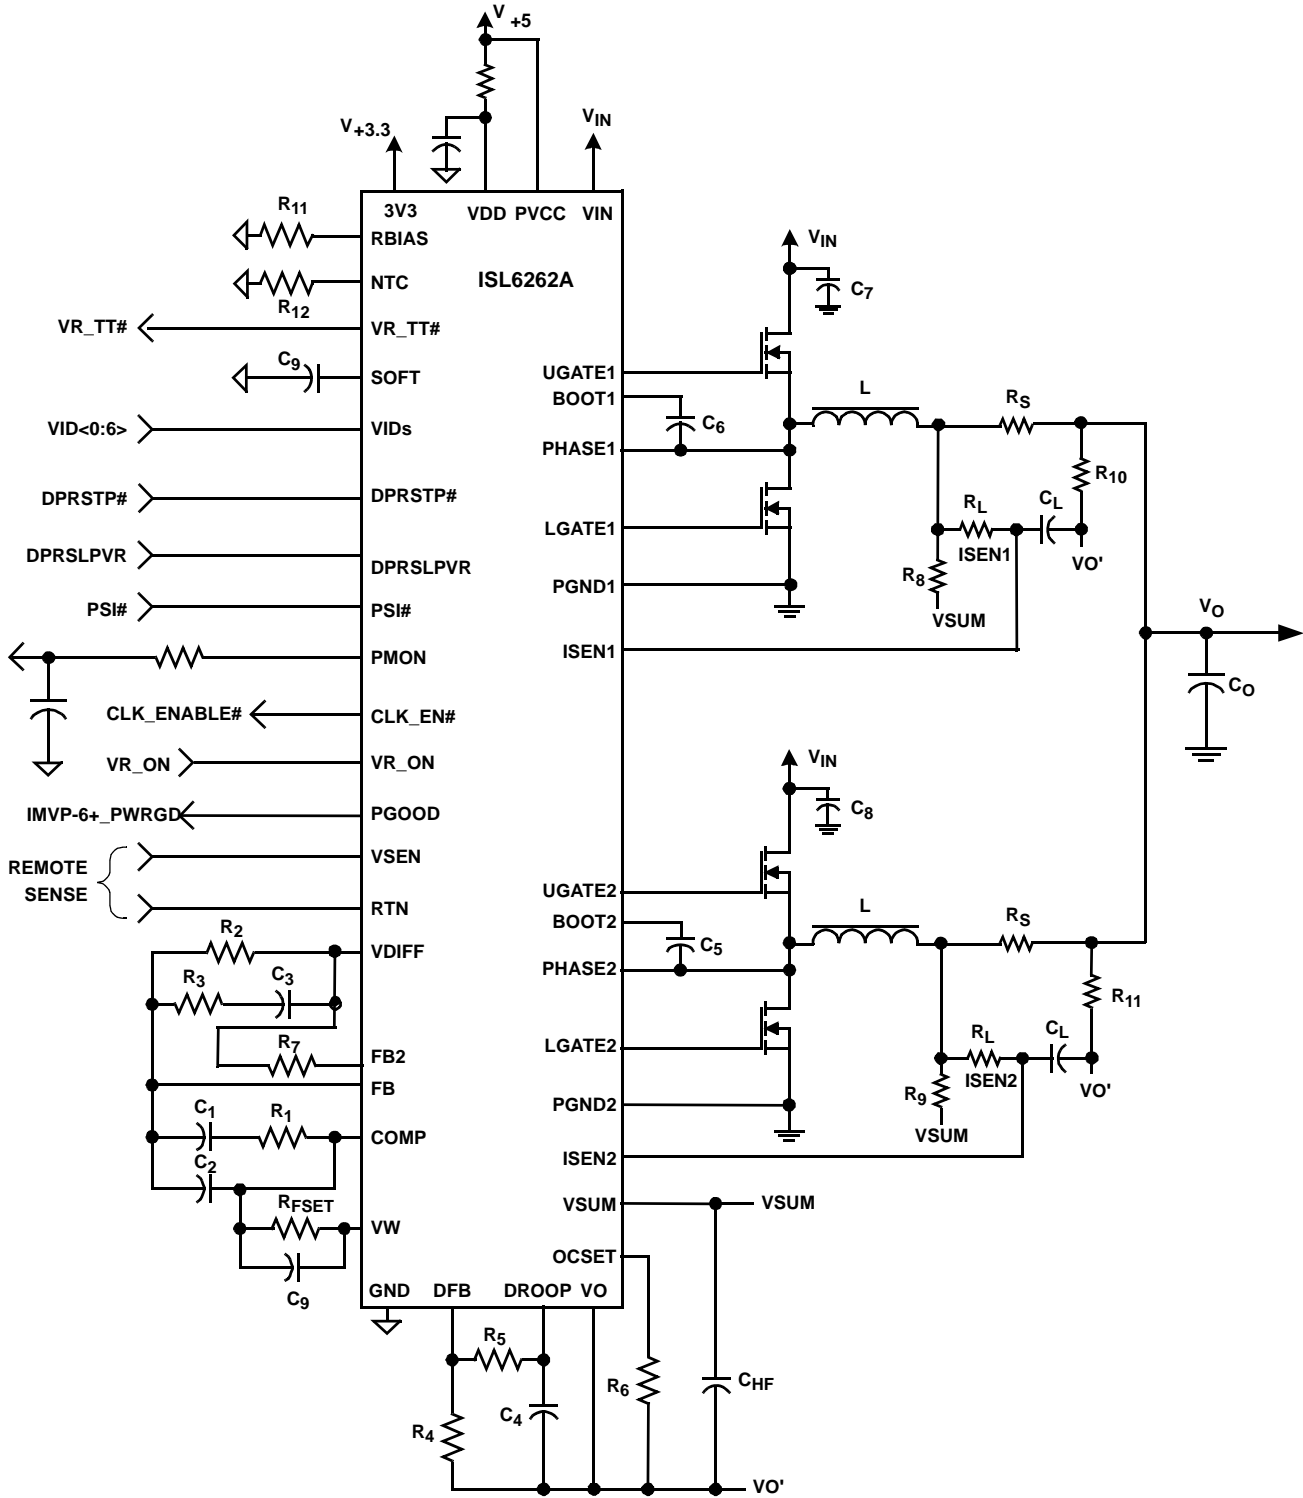 V+5
V+3.3
VIN
3V3 VDD PVCC VIN
ISL6262A
R11
RBIAS
NTC
R12
VR_TT#
VR_TT#
C9
SOFT
VID<0:6>
VIDs
DPRSTP#
DPRSTP#
DPRSLPVR
DPRSLPVR
PSI#
PSI#
PMON
CLK_ENABLE#
CLK_EN#
VR_ON
VR_ON
IMVP-6+_PWRGD
PGOOD
REMOTE
SENSE
VSEN
RTN
R2
VDIFF
R3
C3
R7
FB2
FB
C1
R1
COMP
C2
RFSET
VW
C9
GND DFB DROOP VO
R5
R4
C4
R6
CHF
VO'
VIN
C7
UGATE1
BOOT1
C6
PHASE1
L
RS
R10
LGATE1
RL
CL
ISEN1
VO'
R8
VSUM
PGND1
ISEN1
VO
CO
VIN
C8
UGATE2
BOOT2
C5
PHASE2
L
RS
R11
LGATE2
RL
CL
ISEN2
VO'
R9
VSUM
PGND2
ISEN2
VSUM
VSUM
OCSET